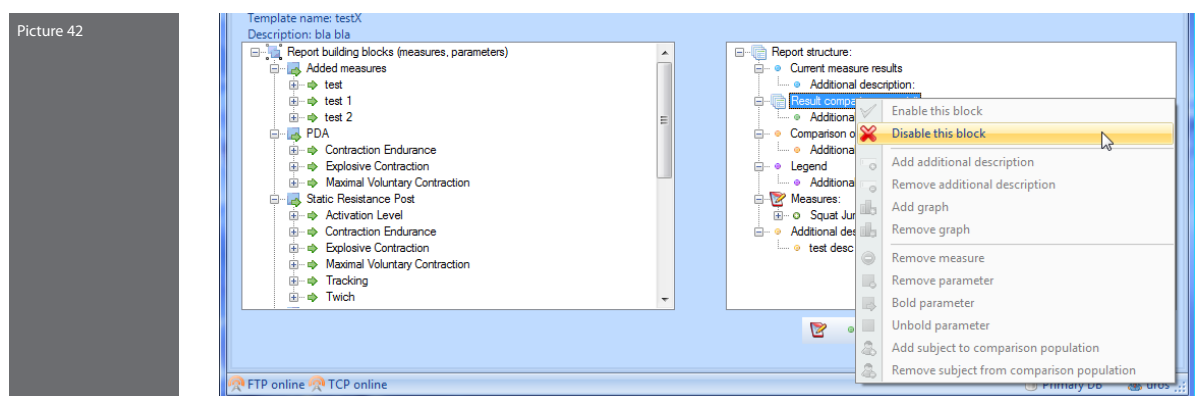 Picture 42
Template name: testX
Description: bla bla
Report building blocks (measures, parameters)
Added measures
test
test 1
test 2
PDA
Contraction Endurance
Explosive Contraction
Maximal Voluntary Contraction
Static Resistance Post
Activation Level
Contraction Endurance
Explosive Contraction
Maximal Voluntary Contraction
Tracking
Twich
Report structure:
Current measure results
Additional description:
Result compa
Additiona
Comparison o
Additiona
Legend
Additional
Measures:
Squat Jur
Additional des
test desc
Enable this block
Disable this block
Add additional description
Remove additional description
Add graph
Remove graph
Remove measure
Remove parameter
Bold parameter
Unbold parameter
Add subject to comparison population
Remove subject from comparison population
FTP online TCP online
Primary DB uros